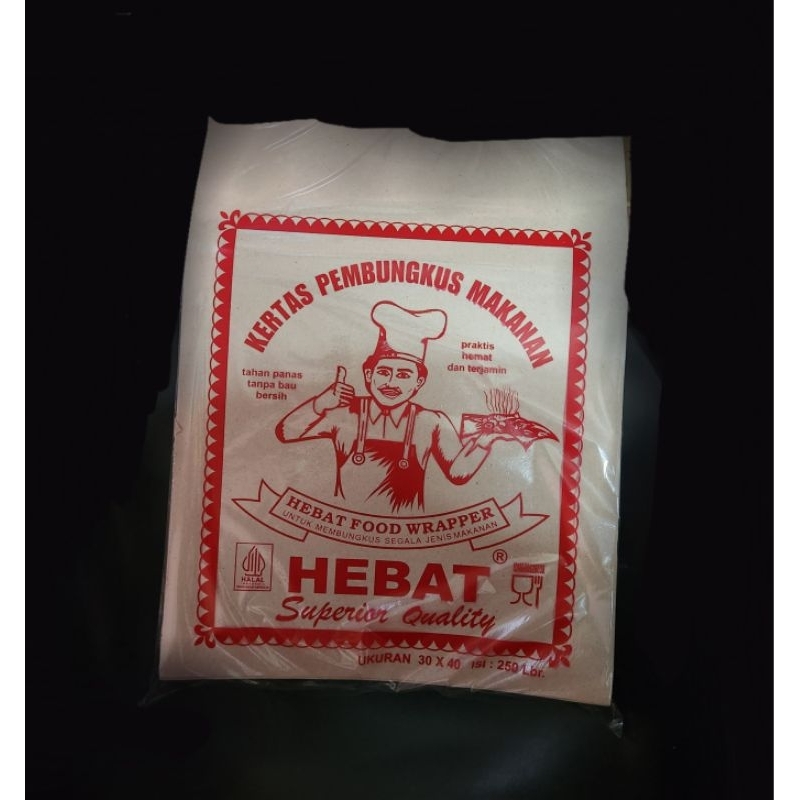 KERTAS PEMBUNGKUS MAKANAN
tahan panas
tanpa bau
bersih
praktis
hemat
dan terjamin
HEBAT FOOD WRAPPER
UNTUK MEMBUNGKUS SEGALA JENIS MAKANAN
HALAL
HEBAT ®
Superior Quality
UKURAN 30 X 40 ISI : 250 Lbr.